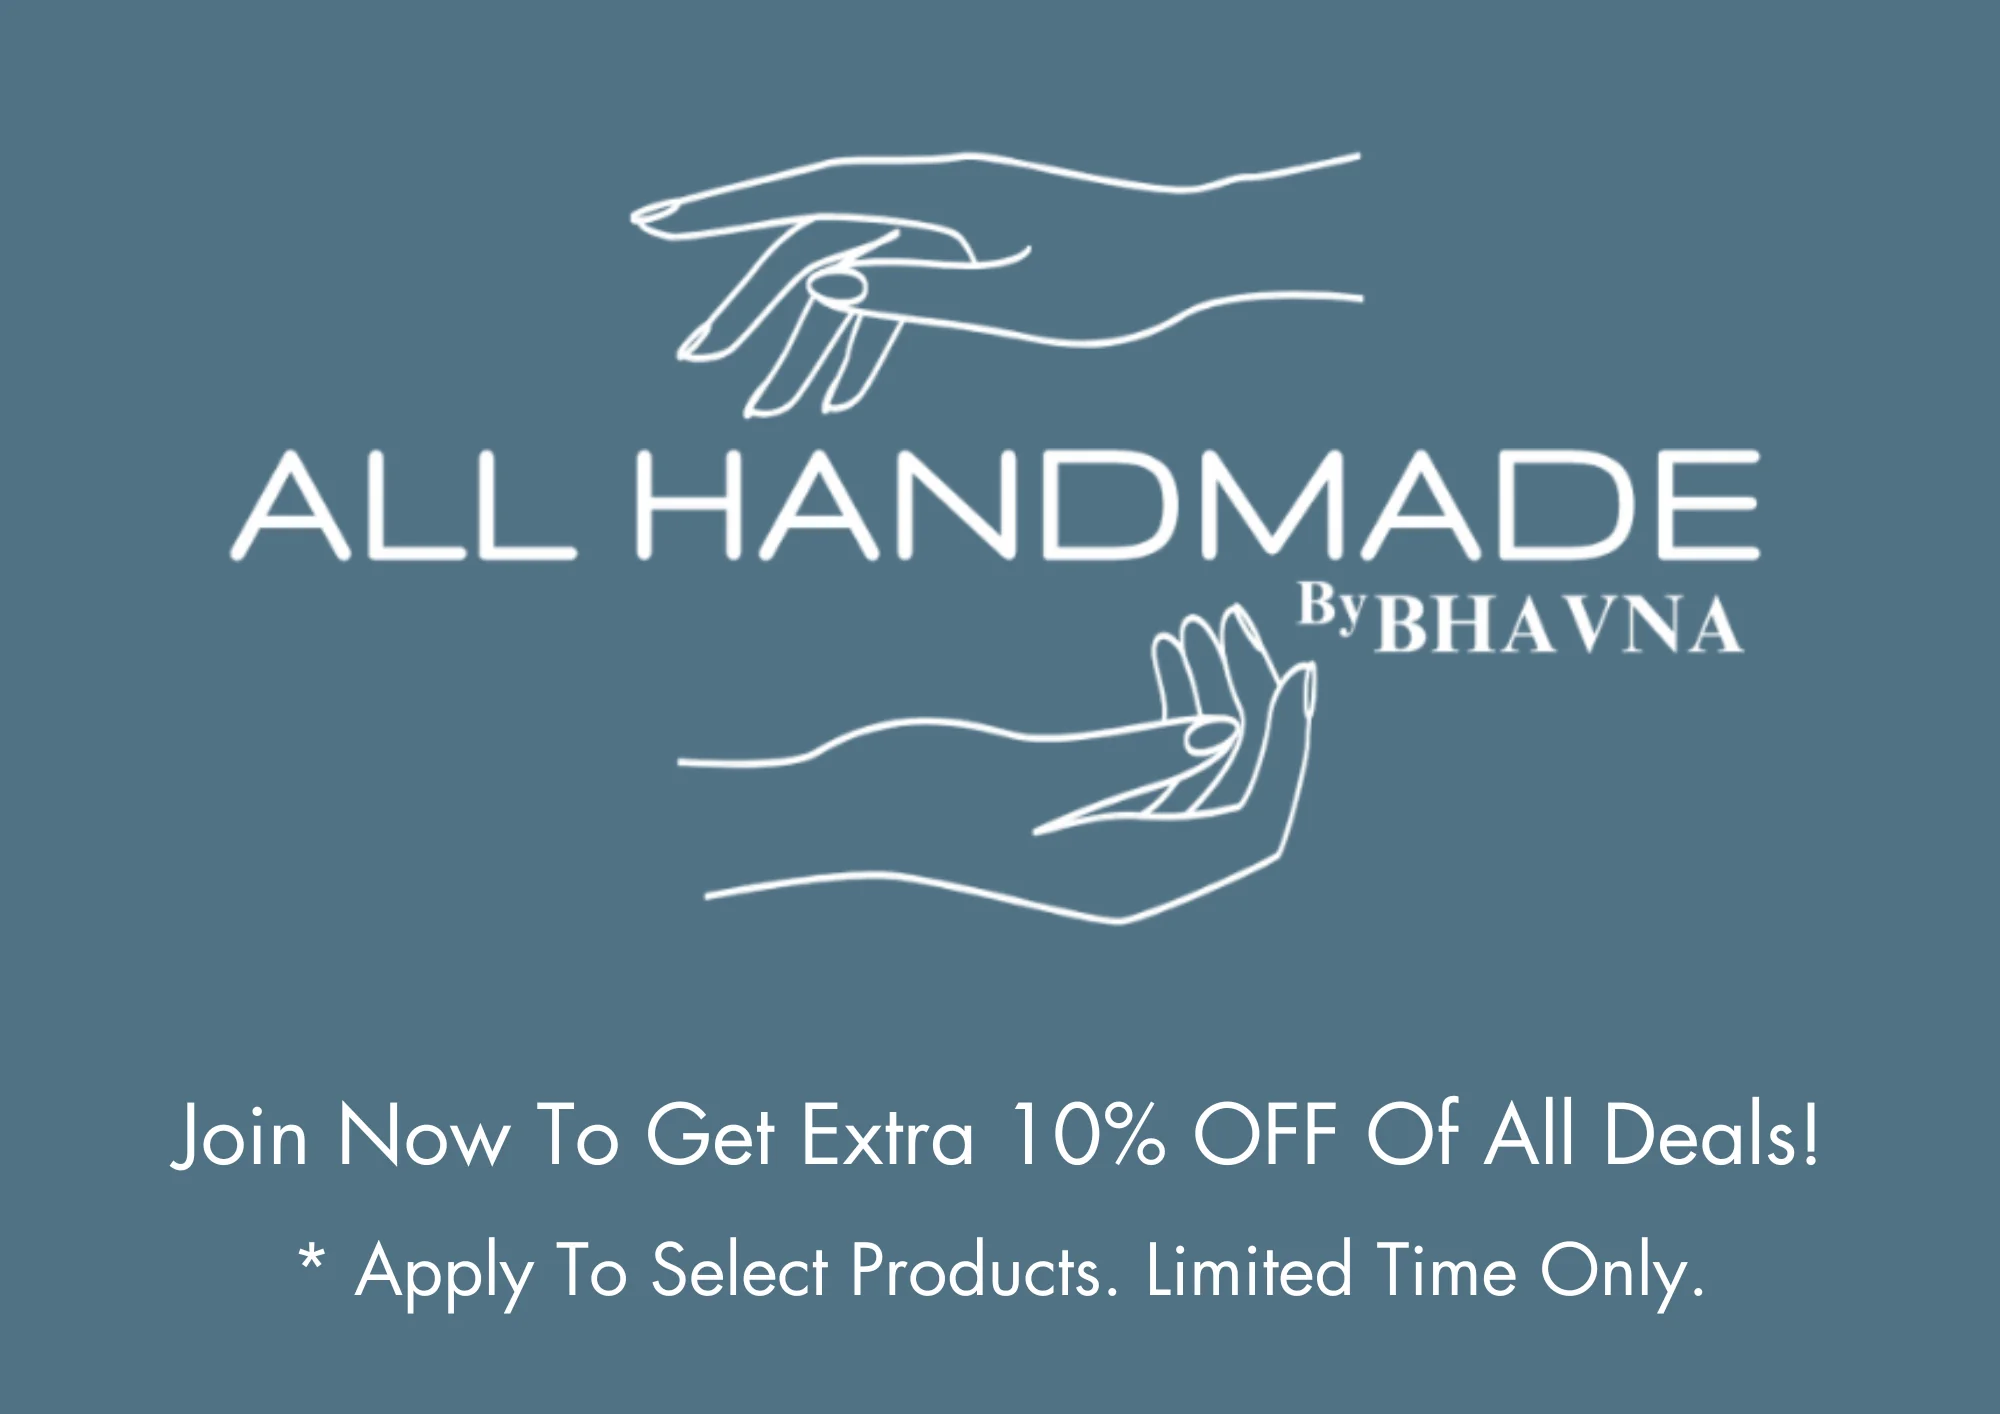 ALL HANDMADE
By BHAVNA
Join Now To Get Extra 10% OFF Of All Deals!
* Apply To Select Products. Limited Time Only.